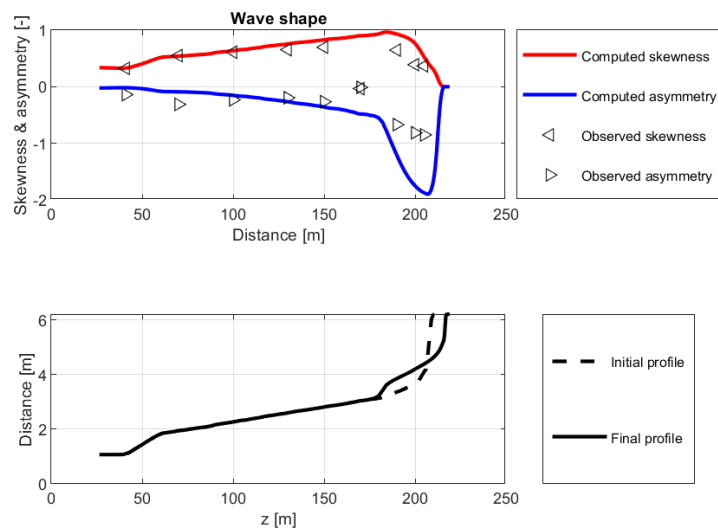 Wave shape
Skewness & asymmetry [-]
1
0
-1
-2
0
50
100
150
200
250
Distance [m]
Computed skewness
Computed asymmetry
Observed skewness
Observed asymmetry
Distance [m]
6
4
2
0
0
50
100
150
200
250
z [m]
Initial profile
Final profile